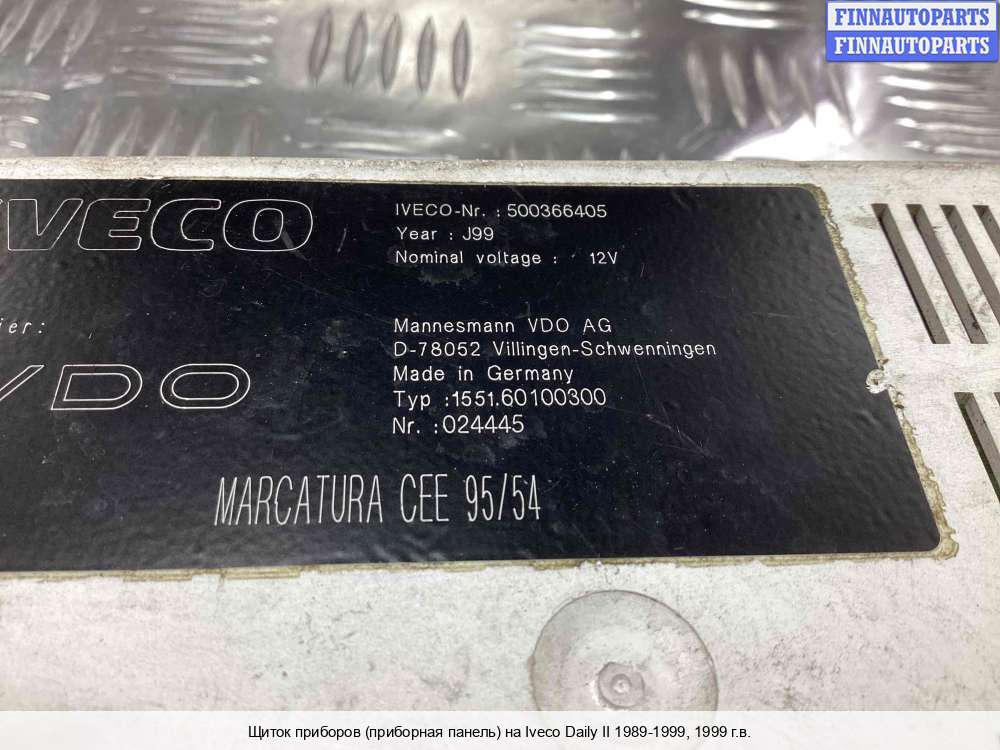 FINNAUTOPARTS
FINNAUTOPARTS
IVECO
IVECO-Nr. : 500366405
Year : J99
Nominal voltage : 12V
Mannesmann VDO AG
D-78052 Villingen-Schwenningen
Made in Germany
Typ :1551.60100300
Nr. :024445
VDO
MARCATURA CEE 95/54
Щиток приборов (приборная панель) на Iveco Daily II 1989-1999, 1999 г.в.